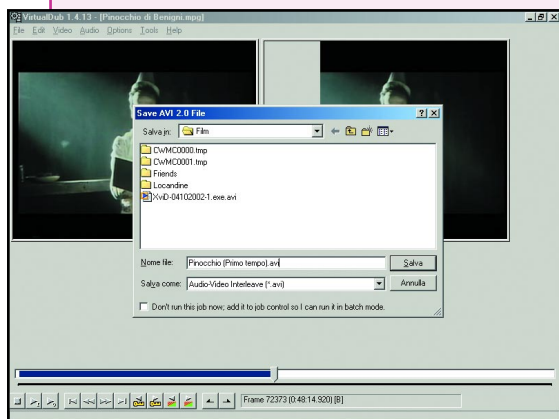 VirtualDub 1.4.13 - [Pinocchio di Benigni.mpg]
File Edit Video Audio Options Tools Help
Save AVI 2.0 File
Salva in: Film
CWMC0000.tmp
CWMC0001.tmp
Friends
Locandine
XviD-04102002-1.exe.avi
Nome file: Pinocchio (Primo tempo).avi Salva
Salva come: Audio-Video Interleave (*.avi) Annulla
Don't run this job now; add it to job control so I can run it in batch mode.
Frame 72373 (0:48:14.920) [B]